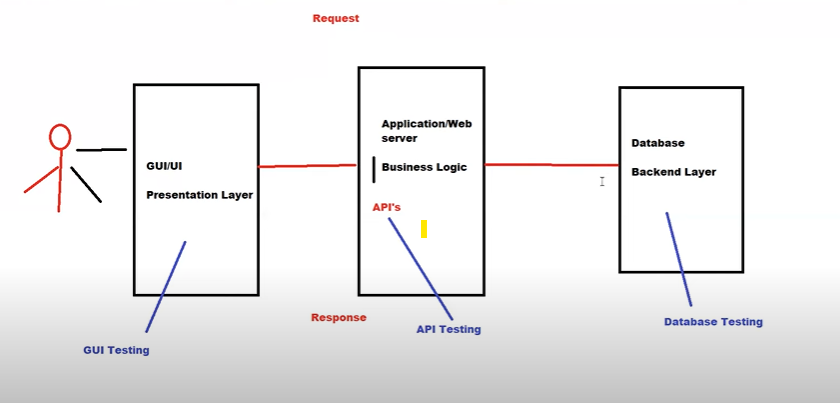 Request
GUI/UI
Presentation Layer
Application/Web
server
Business Logic
API's
Database
Backend Layer
Response
GUI Testing
API Testing
Database Testing